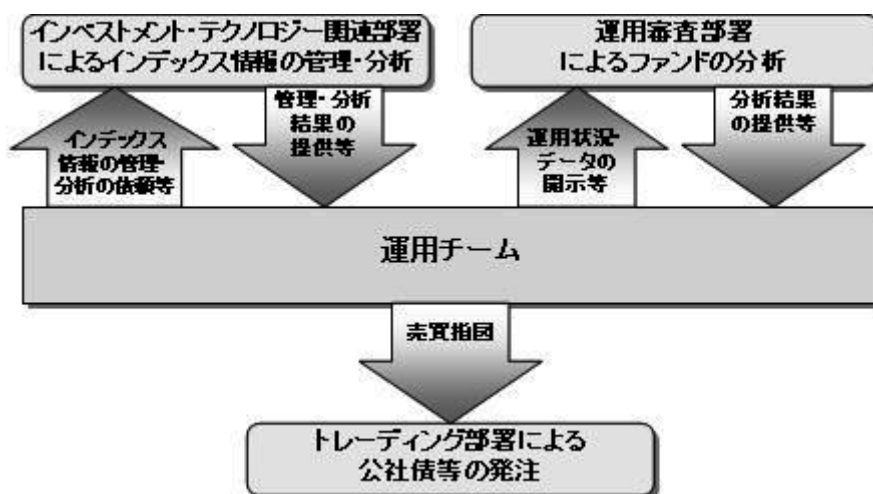 インベストメント・テクノロジー関連部署
によるインデックス情報の管理・分析
運用審査部署
によるファンドの分析
インデックス
情報の管理・
分析の依頼等
管理・分析
結果の
提供等
運用状況・
データの
開示等
分析結果
の提供等
運用チーム
売買指図
トレーディング部署による
公社債等の発注